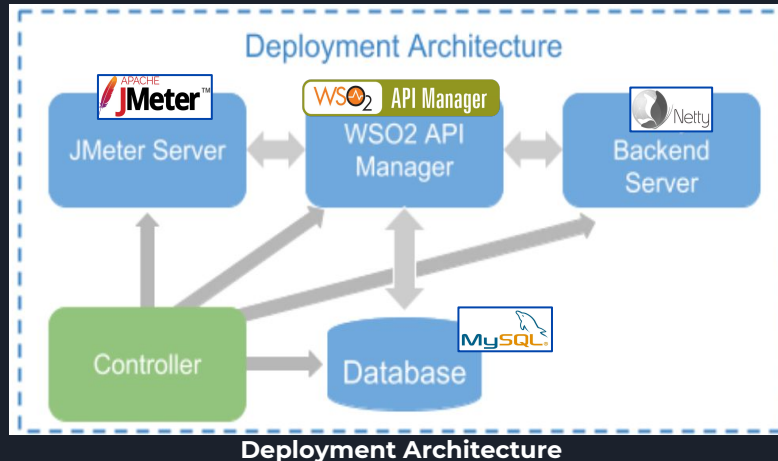 Deployment Architecture
APACHE
JMeter™
WSO2 API Manager
Netty
JMeter Server
WSO2 API
Manager
Backend
Server
MySQL®
Controller
Database
Deployment Architecture